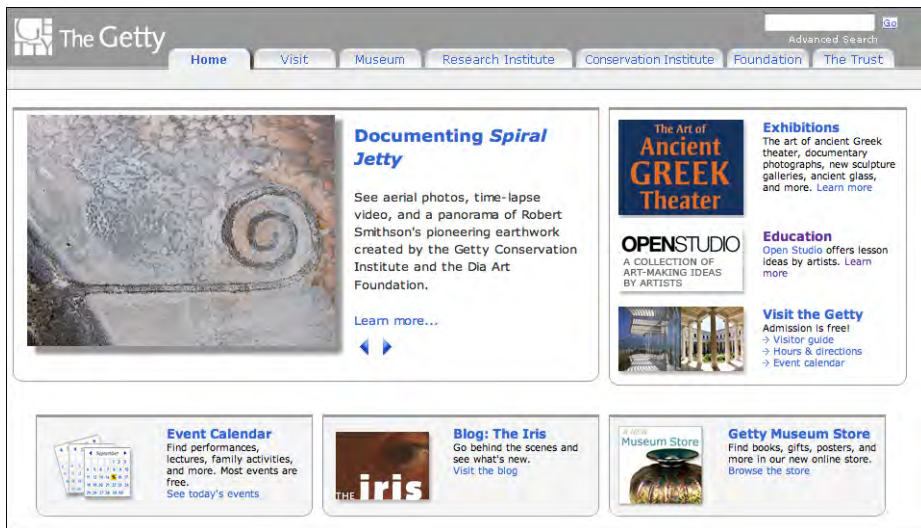 The Getty
Go
Advanced Search
Home
Visit
Museum
Research Institute
Conservation Institute
Foundation
The Trust
Documenting Spiral
Jetty
See aerial photos, time-lapse
video, and a panorama of Robert
Smithson's pioneering earthwork
created by the Getty Conservation
Institute and the Dia Art
Foundation.
Learn more...
The Art of
Ancient
GREEK
Theater
Exhibitions
The art of ancient Greek
theater, documentary
photographs, new sculpture
galleries, ancient glass,
and more. Learn more
OPENSTUDIO
A COLLECTION OF
ART-MAKING IDEAS
BY ARTISTS
Education
Open Studio offers lesson
ideas by artists. Learn
more
Visit the Getty
Admission is free!
→ Visitor guide
→ Hours & directions
→ Event calendar
September
Event Calendar
Find performances,
lectures, family activities,
and more. Most events are
free.
See today's events
THE iris
Blog: The Iris
Go behind the scenes and
see what's new.
Visit the blog
A NEW
Museum Store
Getty Museum Store
Find books, gifts, posters, and
more in our new online store.
Browse the store